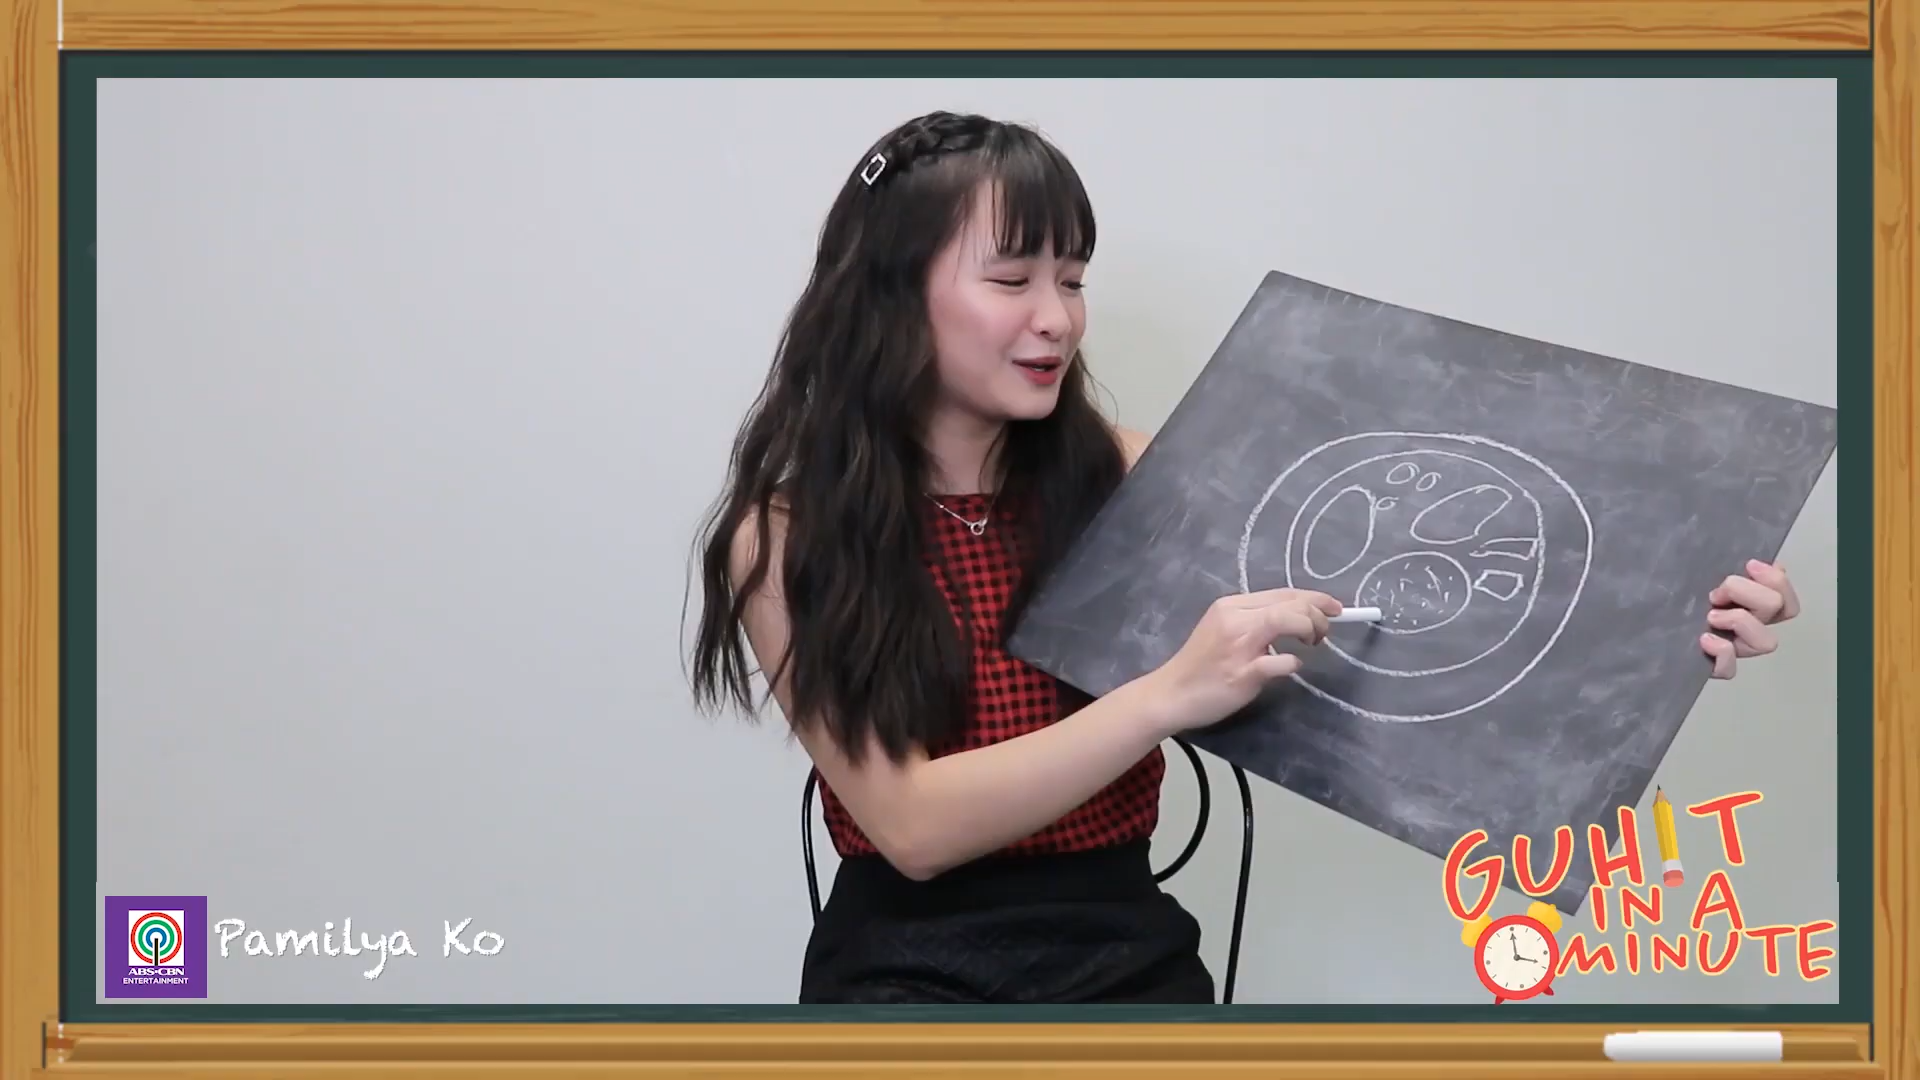 ABS-CBN
ENTERTAINMENT
Pamilya Ko
GUHIT
IN A
MINUTE